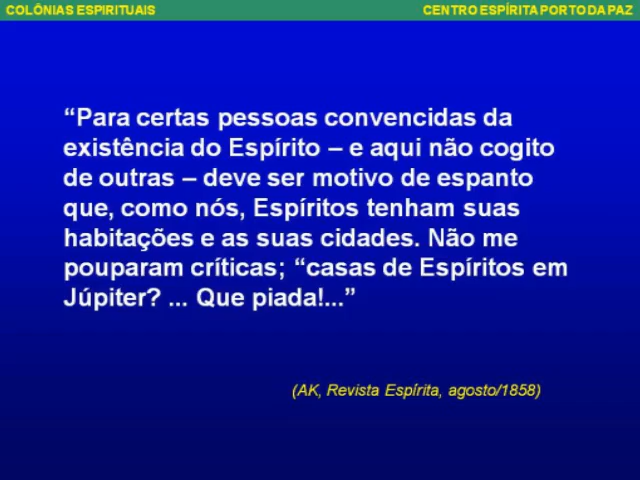 COLÔNIAS ESPIRITUAIS CENTRO ESPÍRITA PORTO DA PAZ
“Para certas pessoas convencidas da
existência do Espírito – e aqui não cogito
de outras – deve ser motivo de espanto
que, como nós, Espíritos tenham suas
habitações e as suas cidades. Não me
pouparam críticas; “casas de Espíritos em
Júpiter? ... Que piada!...”
(AK, Revista Espírita, agosto/1858)